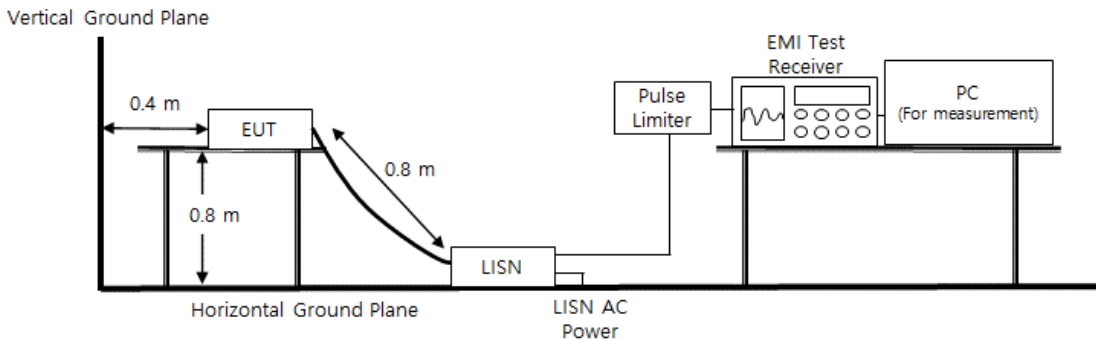 Vertical Ground Plane
0.4 m
EUT
0.8 m
0.8 m
LISN
Horizontal Ground Plane
LISN AC
Power
Pulse
Limiter
EMI Test
Receiver
PC
(For measurement)